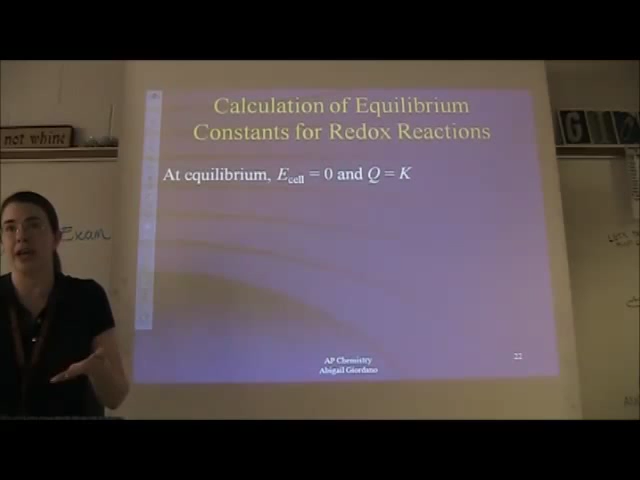 Calculation of Equilibrium
Constants for Redox Reactions
At equilibrium, E_cell = 0 and Q = K
not whine
Exam
AP Chemistry
Abigail Giordano
22